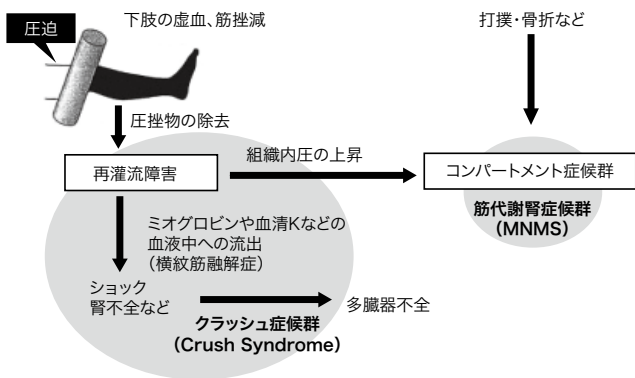 圧迫
下肢の虚血、筋挫減
打撲・骨折など
圧挫物の除去
再灌流障害
組織内圧の上昇
コンパートメント症候群
筋代謝腎症候群
(MNMS)
ミオグロビンや血清Kなどの
血液中への流出
(横紋筋融解症)
ショック
腎不全など
多臓器不全
クラッシュ症候群
(Crush Syndrome)